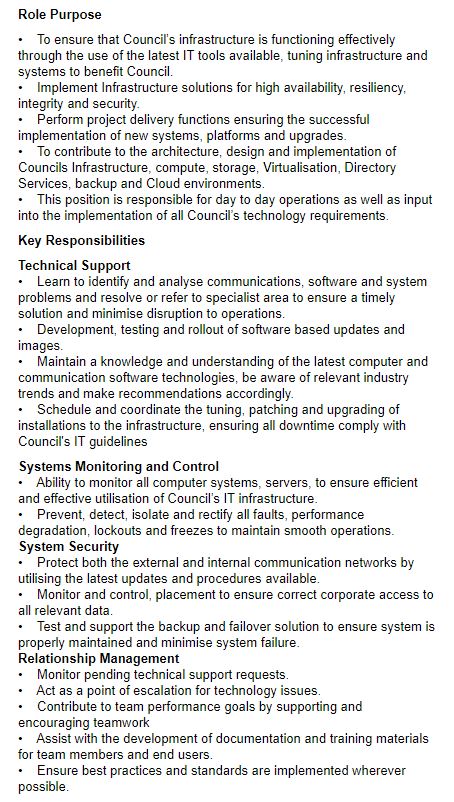 Role Purpose
• To ensure that Council's infrastructure is functioning effectively
through the use of the latest IT tools available, tuning infrastructure and
systems to benefit Council.
• Implement Infrastructure solutions for high availability, resiliency,
integrity and security.
• Perform project delivery functions ensuring the successful
implementation of new systems, platforms and upgrades.
• To contribute to the architecture, design and implementation of
Councils Infrastructure, compute, storage, Virtualisation, Directory
Services, backup and Cloud environments.
• This position is responsible for day to day operations as well as input
into the implementation of all Council's technology requirements.
Key Responsibilities
Technical Support
• Learn to identify and analyse communications, software and system
problems and resolve or refer to specialist area to ensure a timely
solution and minimise disruption to operations.
• Development, testing and rollout of software based updates and
images.
• Maintain a knowledge and understanding of the latest computer and
communication software technologies, be aware of relevant industry
trends and make recommendations accordingly.
• Schedule and coordinate the tuning, patching and upgrading of
installations to the infrastructure, ensuring all downtime comply with
Council's IT guidelines
Systems Monitoring and Control
• Ability to monitor all computer systems, servers, to ensure efficient
and effective utilisation of Council's IT infrastructure.
• Prevent, detect, isolate and rectify all faults, performance
degradation, lockouts and freezes to maintain smooth operations.
System Security
• Protect both the external and internal communication networks by
utilising the latest updates and procedures available.
• Monitor and control, placement to ensure correct corporate access to
all relevant data.
• Test and support the backup and failover solution to ensure system is
properly maintained and minimise system failure.
Relationship Management
• Monitor pending technical support requests.
• Act as a point of escalation for technology issues.
• Contribute to team performance goals by supporting and
encouraging teamwork
• Assist with the development of documentation and training materials
for team members and end users.
• Ensure best practices and standards are implemented wherever
possible.